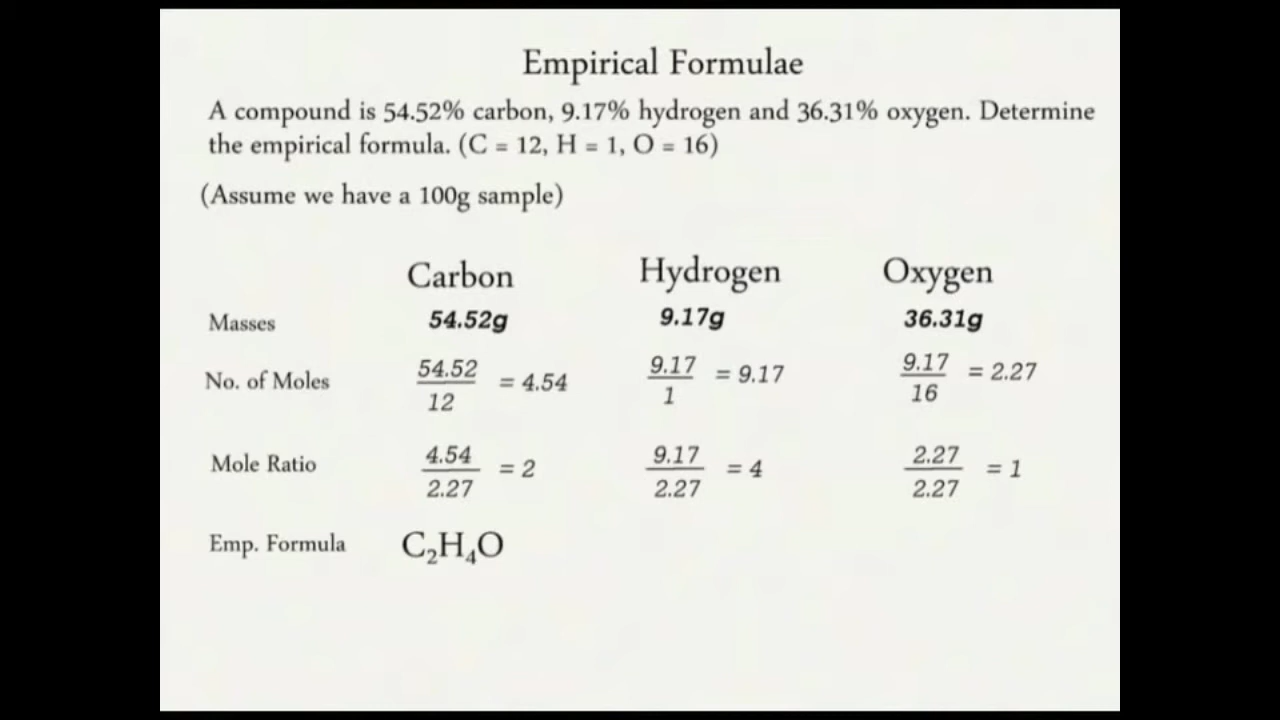 Empirical Formulae
A compound is 54.52% carbon, 9.17% hydrogen and 36.31% oxygen. Determine
the empirical formula. (C = 12, H = 1, O = 16)
(Assume we have a 100g sample)
Carbon Hydrogen Oxygen
Masses 54.52g 9.17g 36.31g
No. of Moles 54.52/12 = 4.54 9.17/1 = 9.17 9.17/16 = 2.27
Mole Ratio 4.54/2.27 = 2 9.17/2.27 = 4 2.27/2.27 = 1
Emp. Formula C₂H₄O